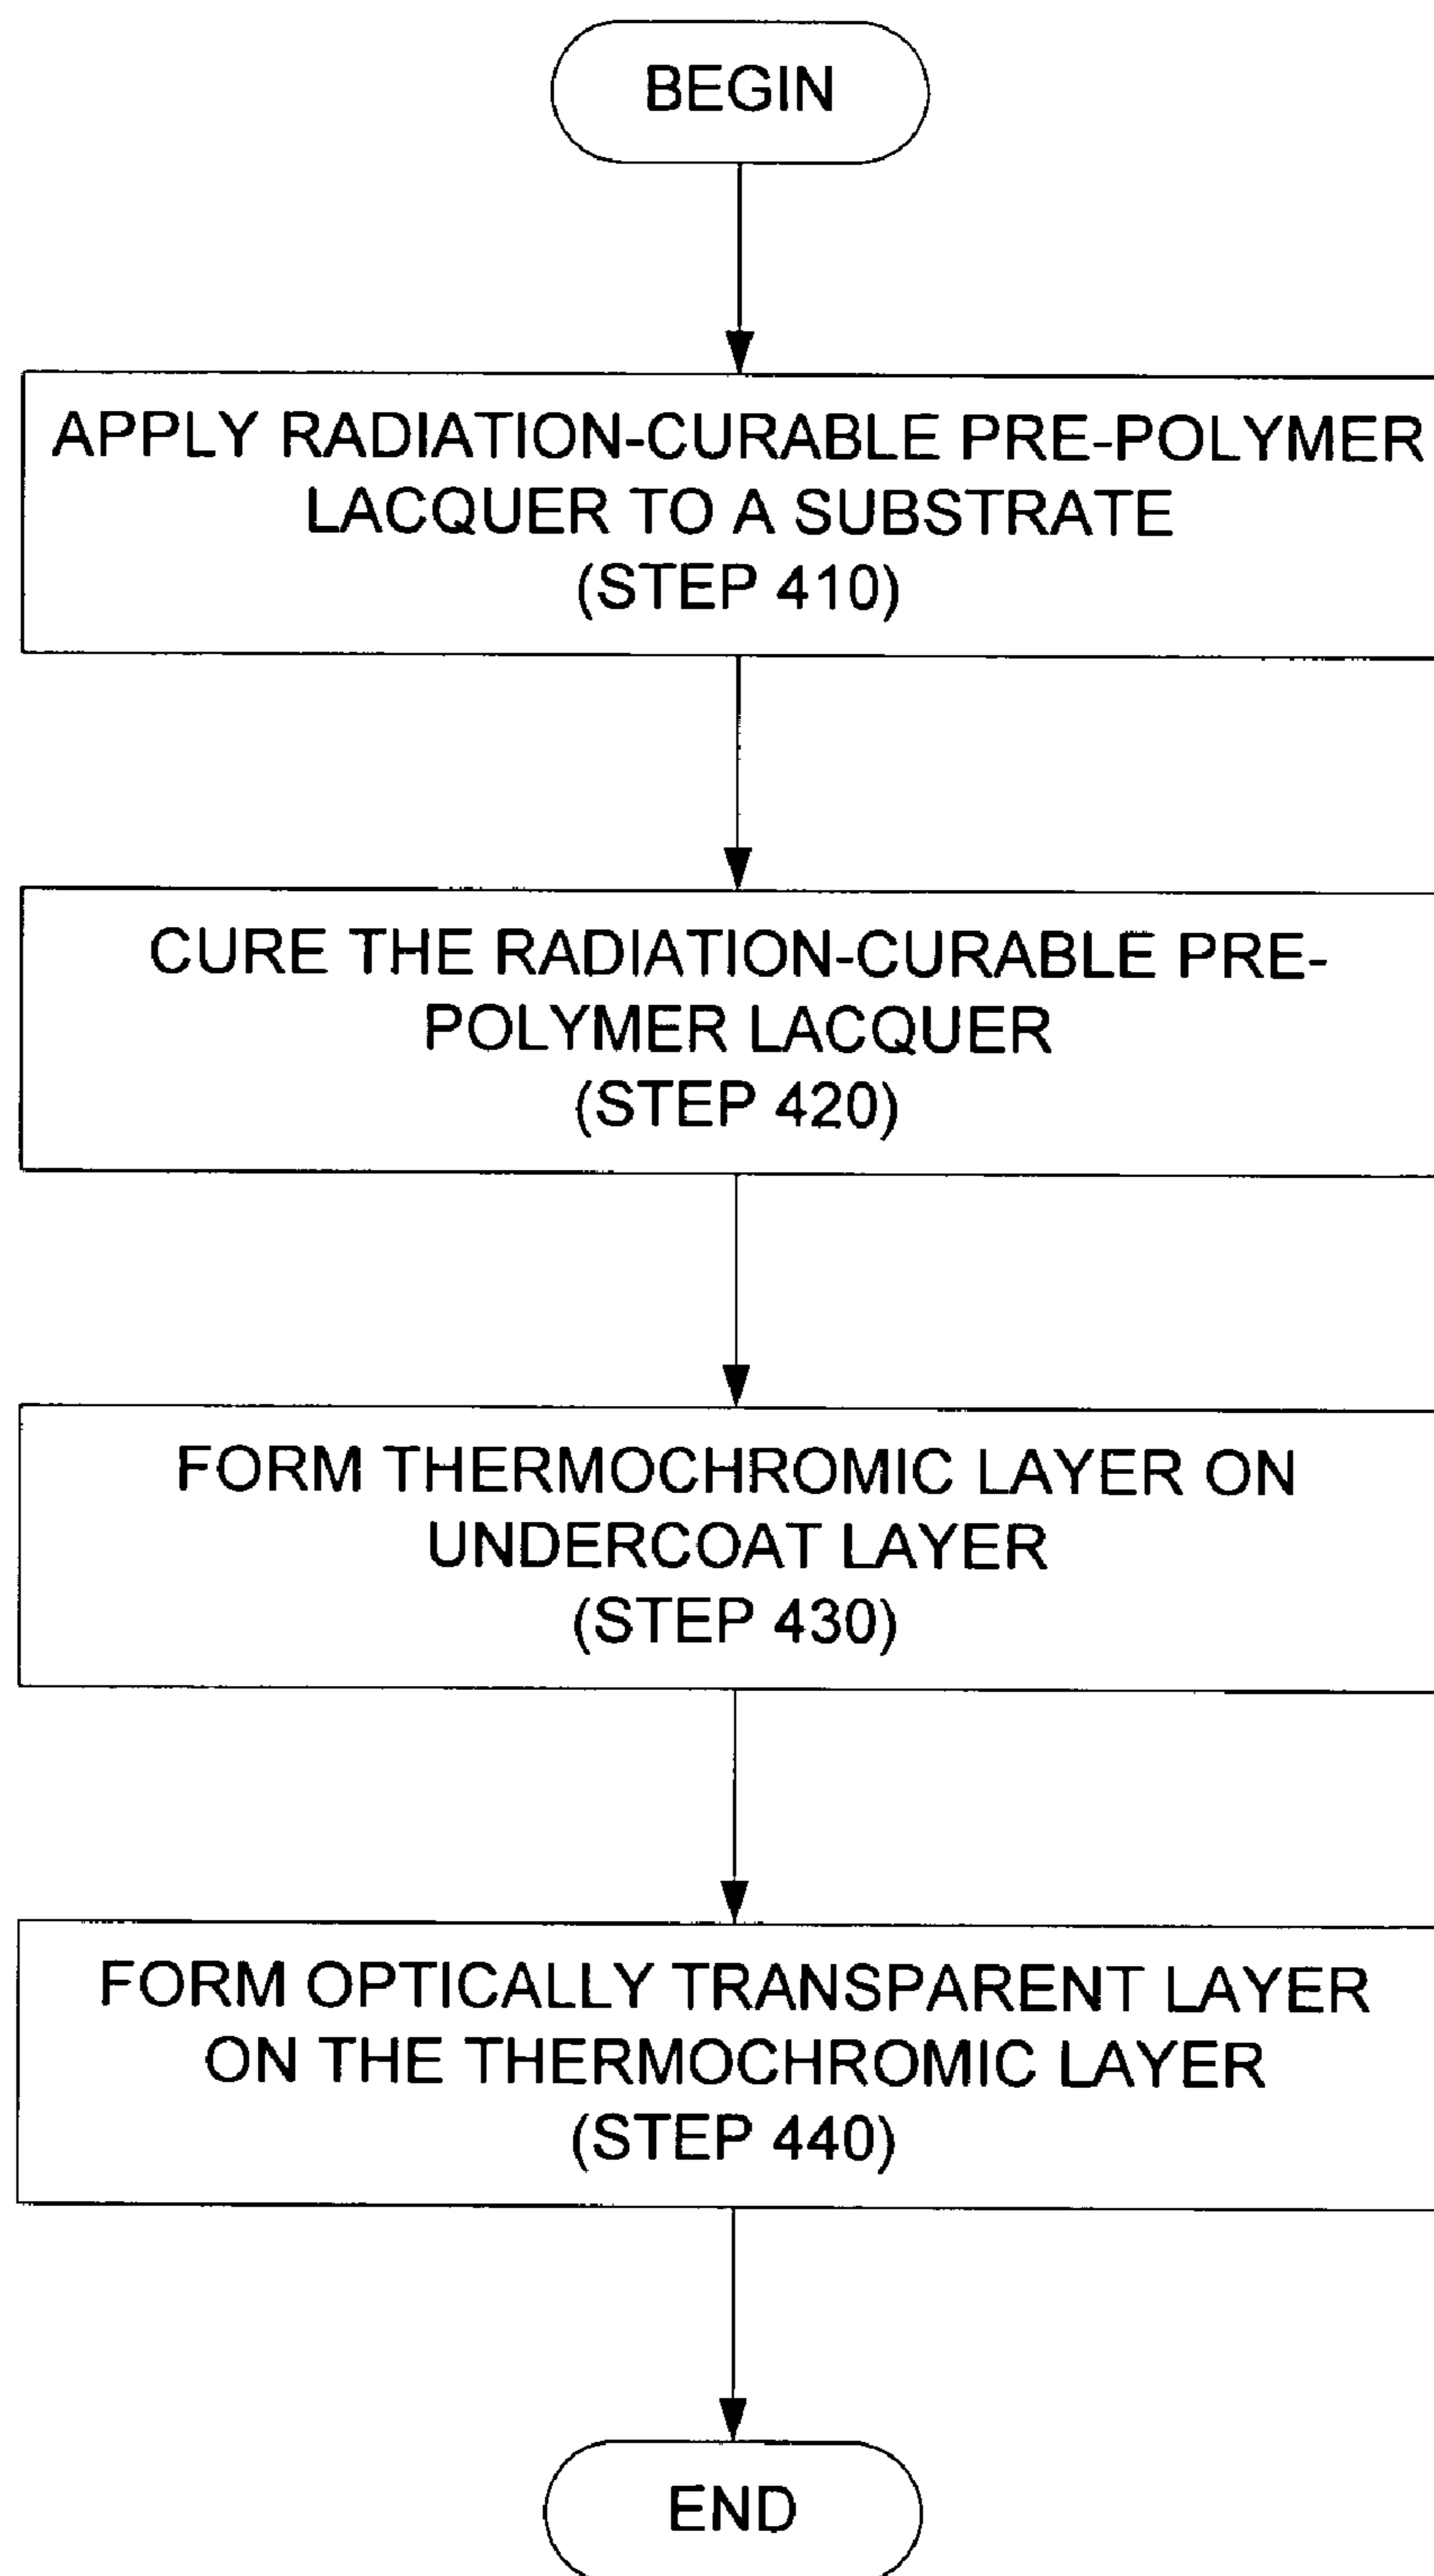 BEGIN
APPLY RADIATION-CURABLE PRE-POLYMER
LACQUER TO A SUBSTRATE
(STEP 410)
CURE THE RADIATION-CURABLE PRE-
POLYMER LACQUER
(STEP 420)
FORM THERMOCHROMIC LAYER ON
UNDERCOAT LAYER
(STEP 430)
FORM OPTICALLY TRANSPARENT LAYER
ON THE THERMOCHROMIC LAYER
(STEP 440)
END